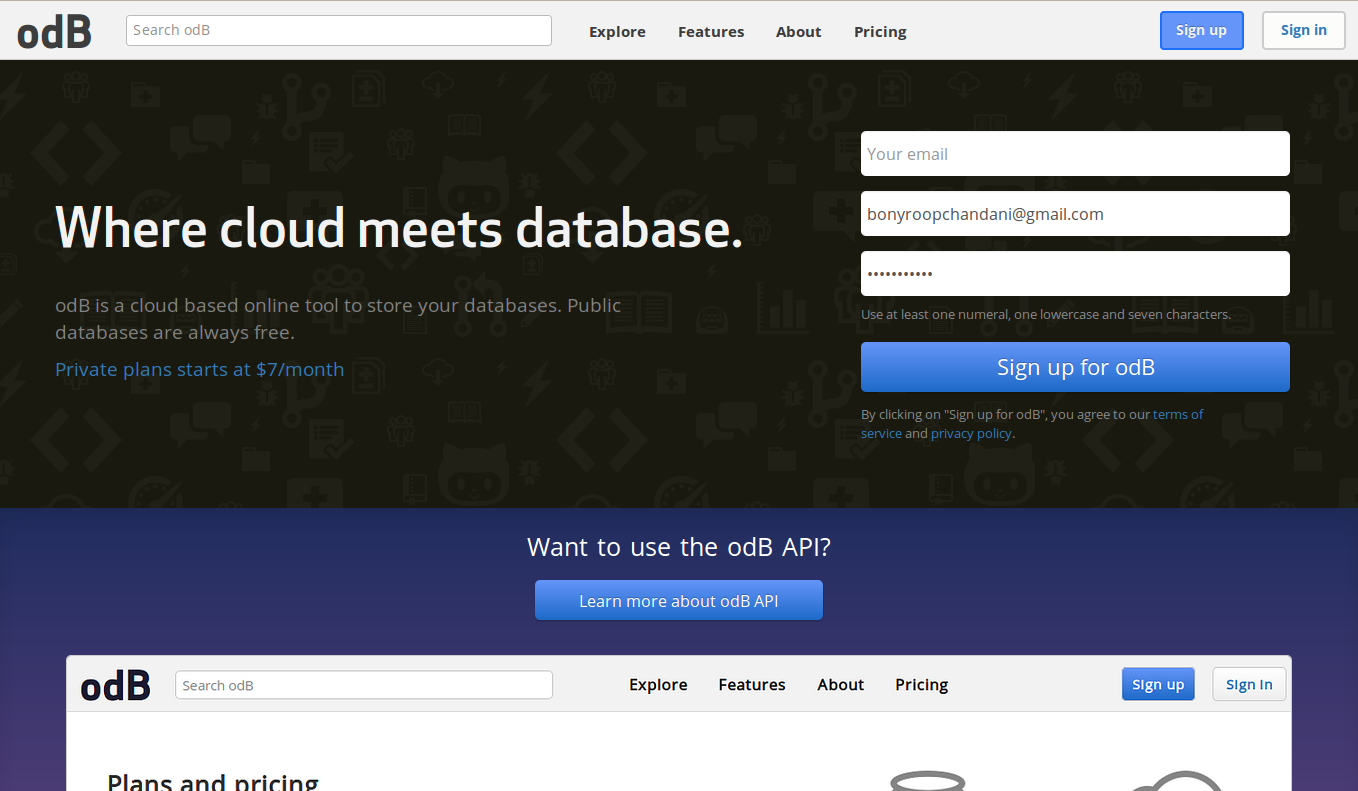 odB
Search odB
Explore Features About Pricing
Sign up
Sign in
Where cloud meets database.
odB is a cloud based online tool to store your databases. Public
databases are always free.
Private plans starts at $7/month
Your email
bonyroopchandani@gmail.com
•••••••••••
Use at least one numeral, one lowercase and seven characters.
Sign up for odB
By clicking on "Sign up for odB", you agree to our terms of
service and privacy policy.
Want to use the odB API?
Learn more about odB API
odB
Search odB
Explore Features About Pricing
Sign up
Sign In
Plans and pricing